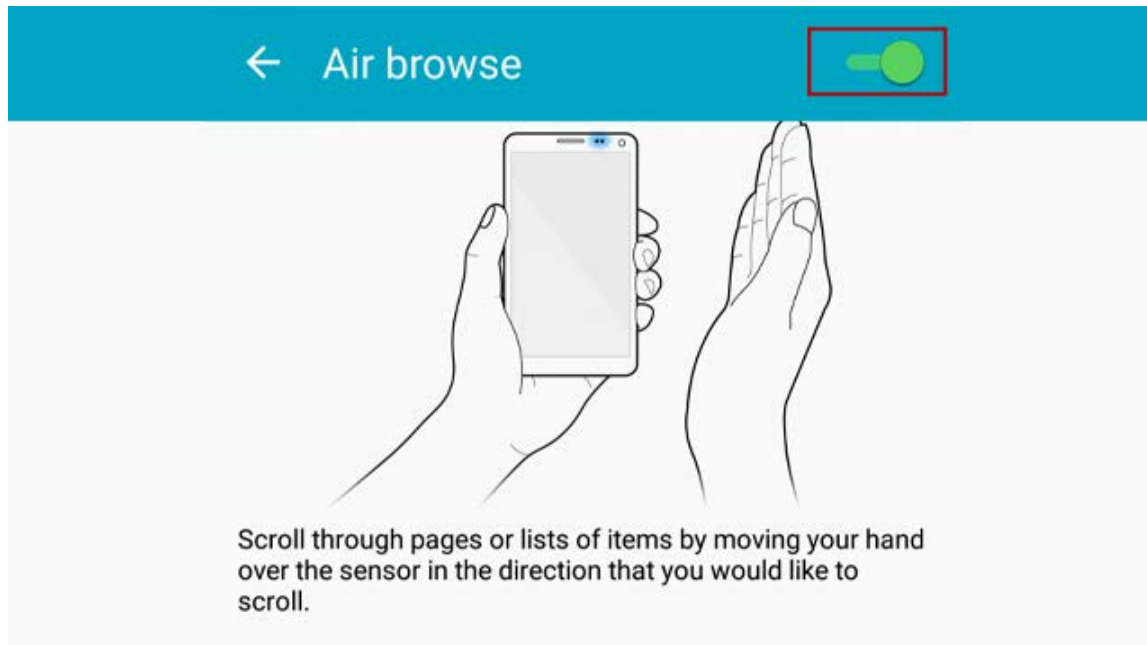 Air browse
Scroll through pages or lists of items by moving your hand
over the sensor in the direction that you would like to
scroll.